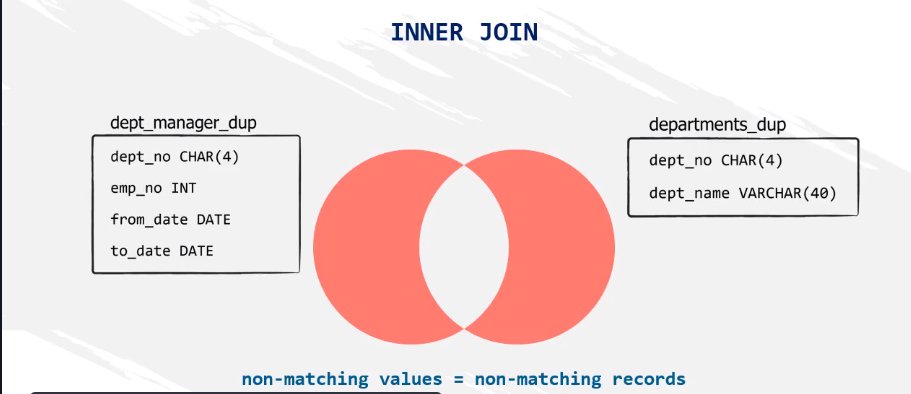 INNER JOIN
dept_manager_dup
dept_no CHAR(4)
emp_no INT
from_date DATE
to_date DATE
departments_dup
dept_no CHAR(4)
dept_name VARCHAR(40)
non-matching values = non-matching records